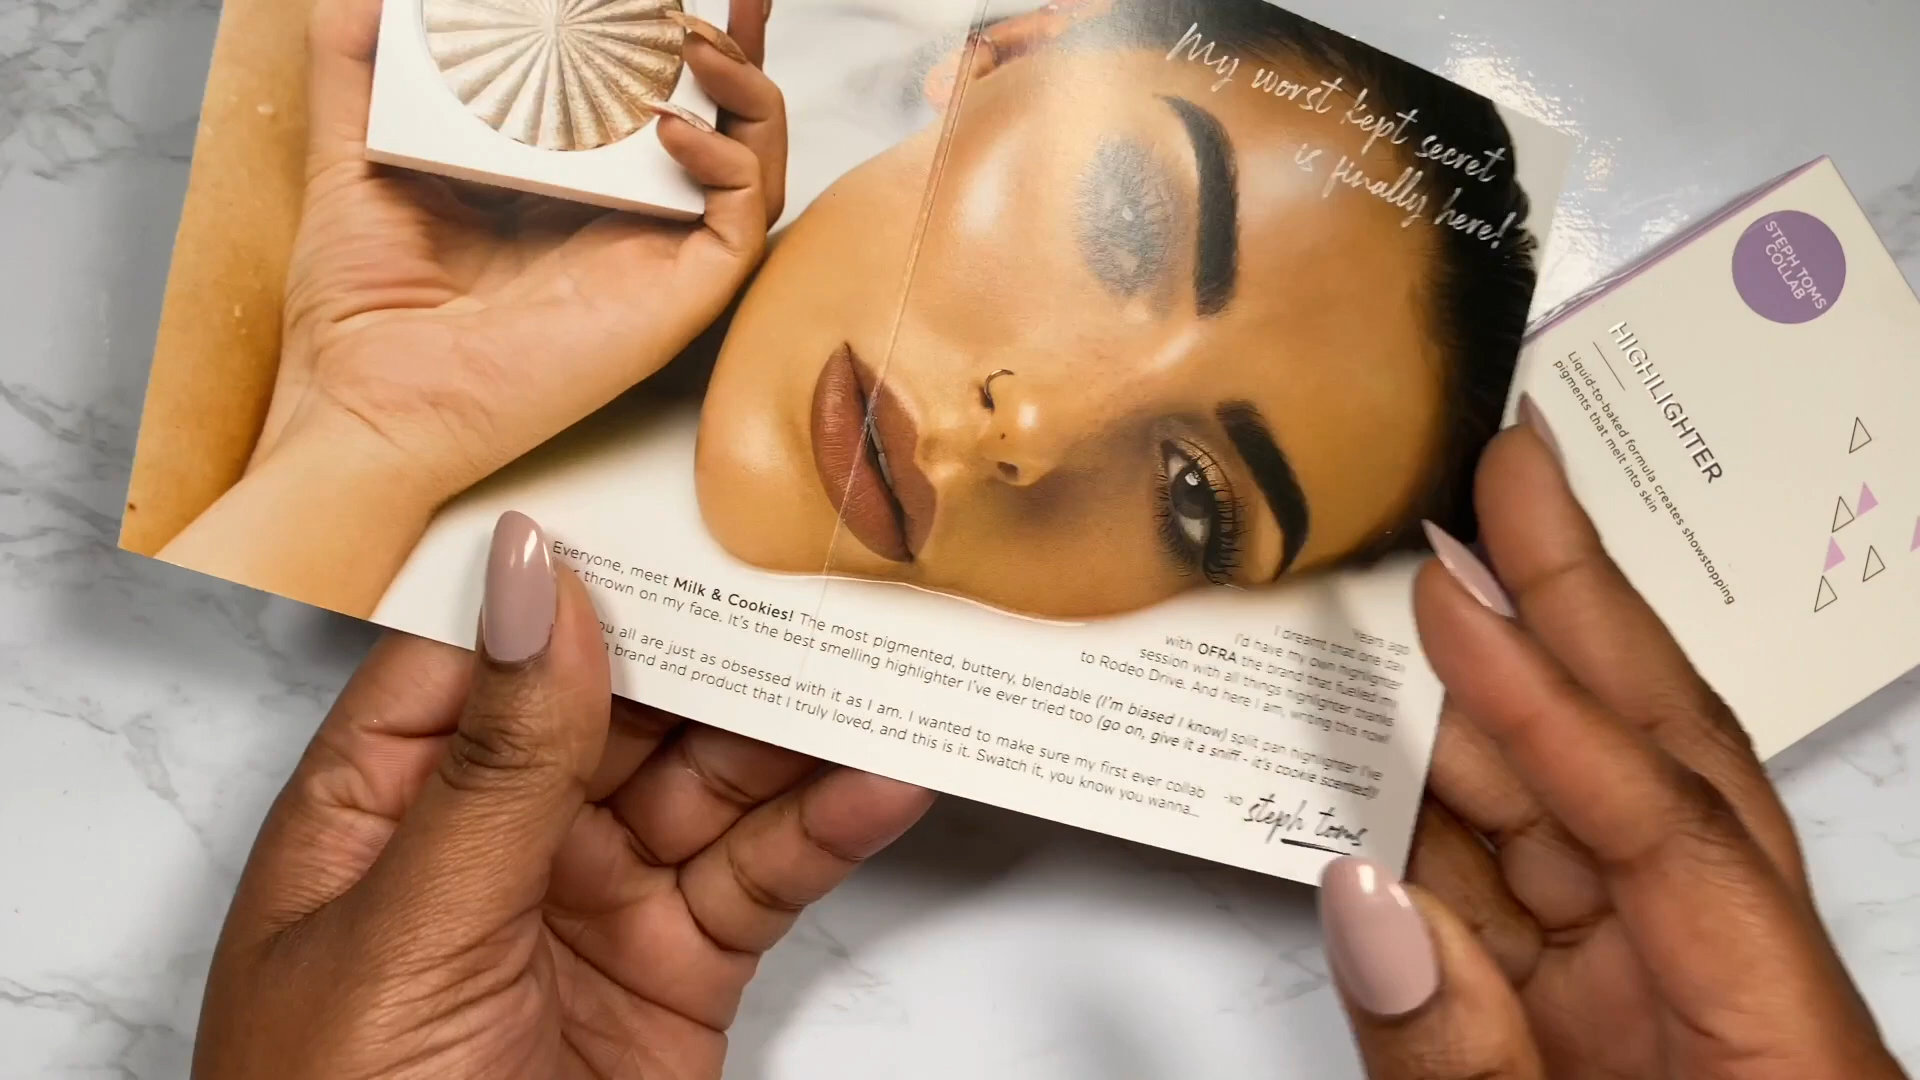 My worst kept secret
is finally here!
Years ago
I dreamt that one day
I'd have my own highlighter
with OFRA the brand that fuelled my
session with all things highlighter thanks
to Rodeo Drive. And here I am, writing this now!
Everyone, meet Milk & Cookies! The most pigmented, buttery, blendable (I'm biased I know) split pan highlighter I've
thrown on my face. It's the best smelling highlighter I've ever tried too (go on, give it a sniff - it's cookie scented)!
all are just as obsessed with it as I am. I wanted to make sure my first ever collab
brand and product that I truly loved, and this is it. Swatch it, you know you wanna...
-xo steph toms
STEPH TOMS
COLLAB
HIGHLIGHTER
Liquid-to-baked formula creates showstopping
pigments that melt into skin